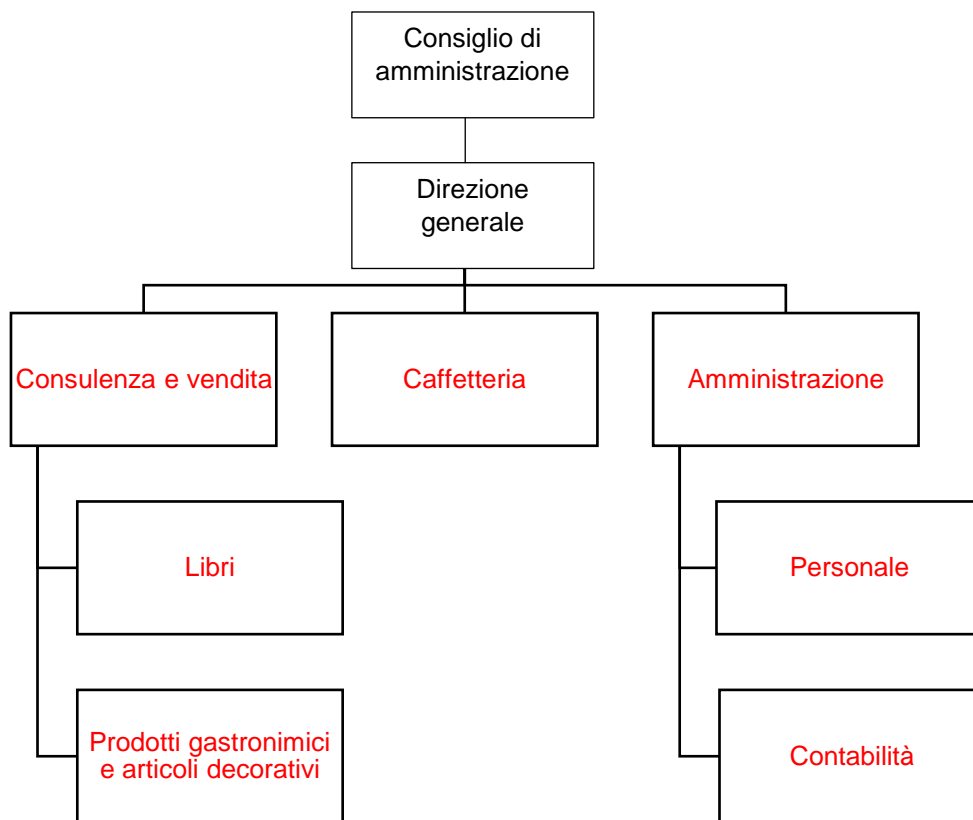 Consiglio di
amministrazione
Direzione
generale
Consulenza e vendita
Caffetteria
Amministrazione
Libri
Personale
Prodotti gastronimici
e articoli decorativi
Contabilità